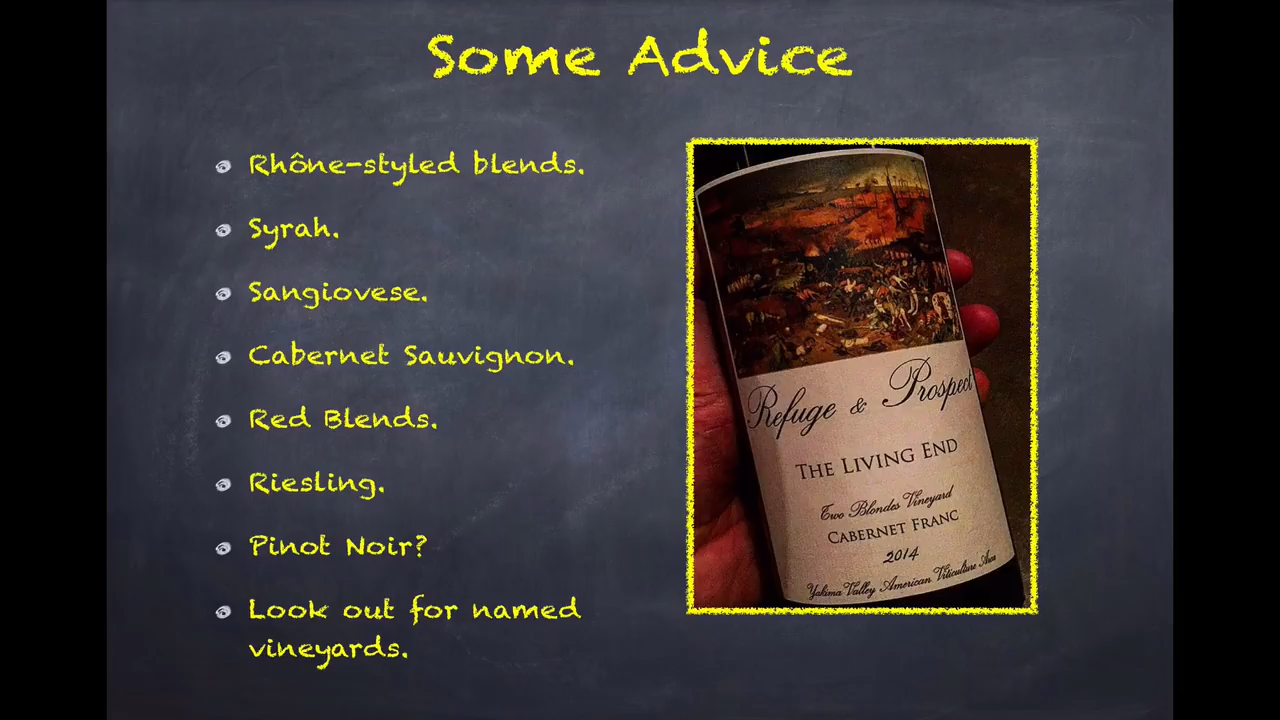 Some Advice
Rhône-styled blends.
Syrah.
Sangiovese.
Cabernet Sauvignon.
Red Blends.
Riesling.
Pinot Noir?
Look out for named
vineyards.
Refuge & Prospect
THE LIVING END
Two Blondes Vineyard
CABERNET FRANC
2014
Yakima Valley American Viticulture Area